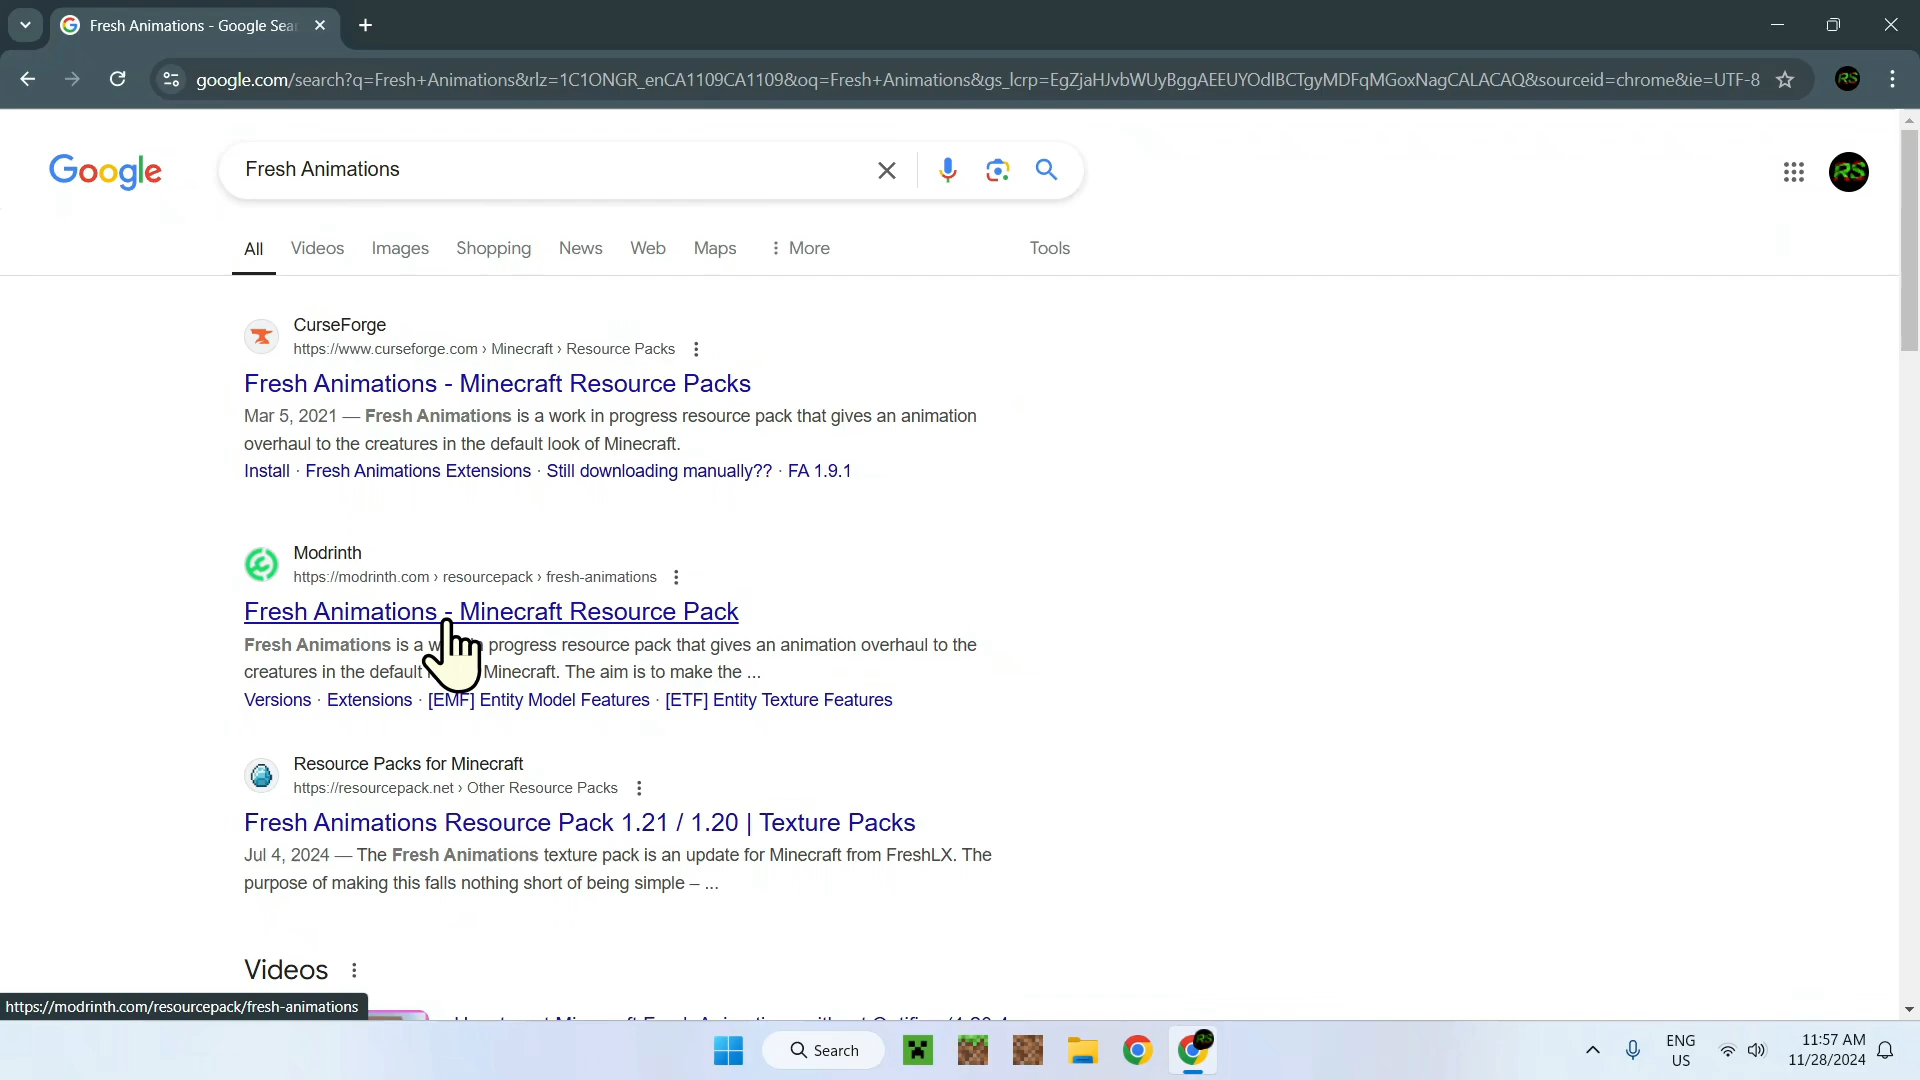 Fresh Animations - Google Sea
google.com/search?q=Fresh+Animations&rlz=1C1ONGR_enCA1109CA1109&oq=Fresh+Animations&gs_lcrp=EgZjaHJvbWUyBggAEEUYOdIBCTgyMDFqMGoxNagCALACAQ&sourceid=chrome&ie=UTF-8
RS
Google
Fresh Animations
RS
All
Videos
Images
Shopping
News
Web
Maps
More
Tools
CurseForge
https://www.curseforge.com › Minecraft › Resource Packs
Fresh Animations - Minecraft Resource Packs
Mar 5, 2021 — Fresh Animations is a work in progress resource pack that gives an animation
overhaul to the creatures in the default look of Minecraft.
Install · Fresh Animations Extensions · Still downloading manually?? · FA 1.9.1
Modrinth
https://modrinth.com › resourcepack › fresh-animations
Fresh Animations - Minecraft Resource Pack
Fresh Animations is a progress resource pack that gives an animation overhaul to the
creatures in the default Minecraft. The aim is to make the ...
Versions · Extensions · [EMF] Entity Model Features · [ETF] Entity Texture Features
Resource Packs for Minecraft
https://resourcepack.net › Other Resource Packs
Fresh Animations Resource Pack 1.21 / 1.20 | Texture Packs
Jul 4, 2024 — The Fresh Animations texture pack is an update for Minecraft from FreshLX. The
purpose of making this falls nothing short of being simple – ...
Videos
https://modrinth.com/resourcepack/fresh-animations
Search
RS
ENG
US
11:57 AM
11/28/2024